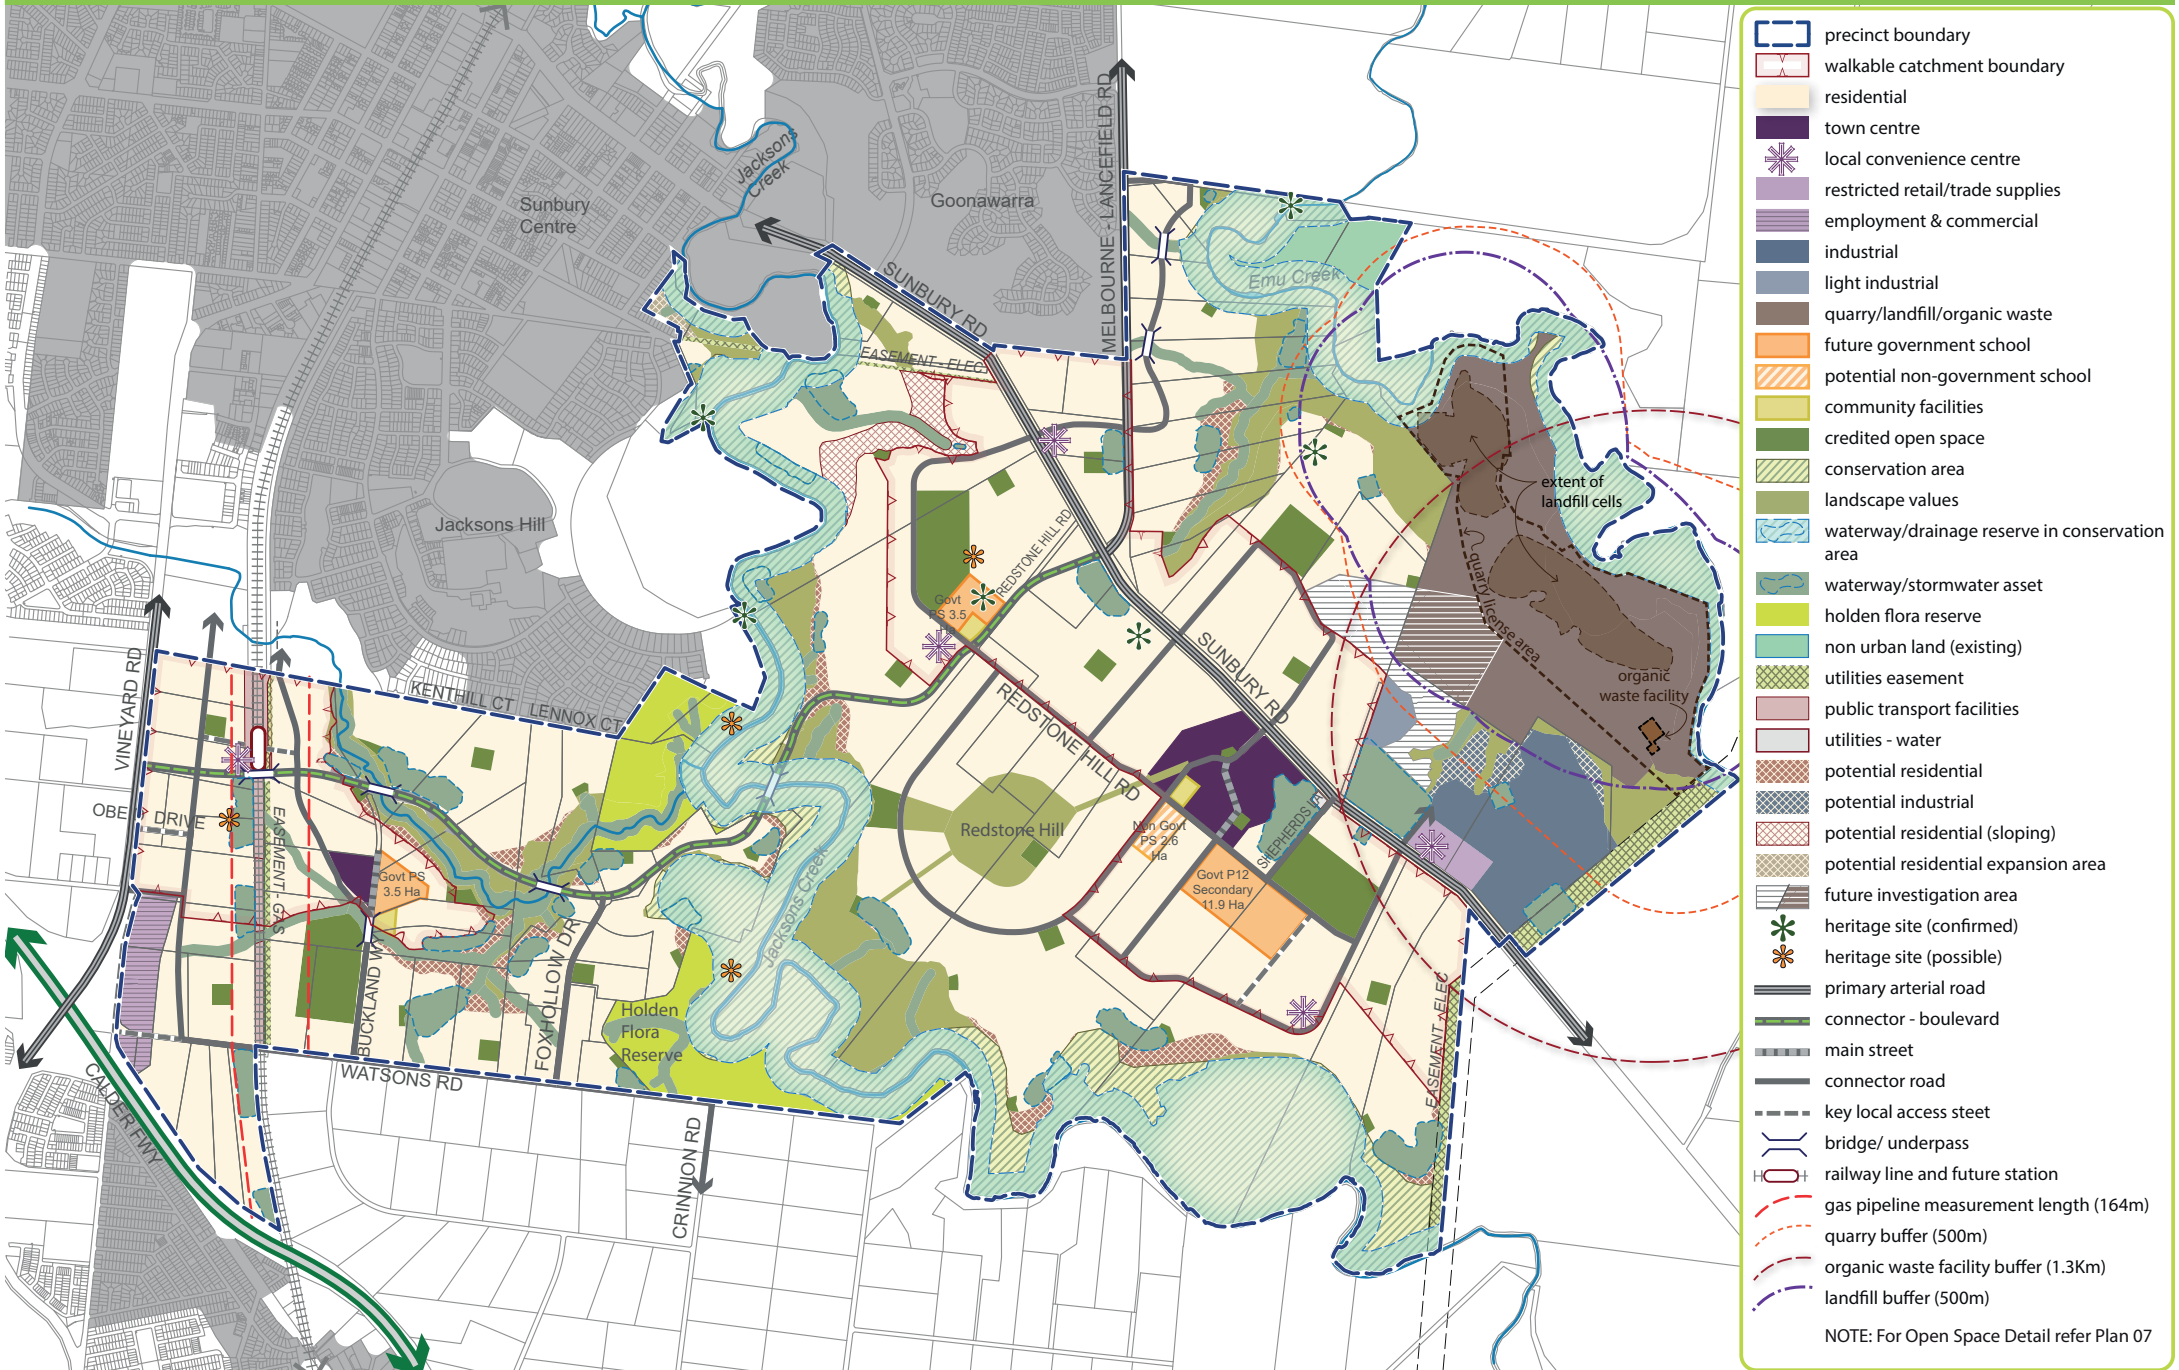 Sunbury
Centre
Jacksons
Creek
Goonawarra
MELBOURNE - LANCEFIELD RD
SUNBURY RD
EASEMENT - ELEC
Emu Creek
Jacksons Hill
extent of
landfill cells
quarry license area
organic
waste facility
REDSTONE HILL RD
Govt
PS 3.5
SUNBURY RD
VINEYARD RD
KENTHILL CT
LENNOX CT
REDSTONE HILL RD
OBE
DRIVE
EASEMENT - GAS
Redstone Hill
Non Govt
PS 2.6
Ha
SHEPHERDS LA
Govt PS
3.5 Ha
Govt P12
Secondary
11.9 Ha
Jacksons Creek
BUCKLAND WY
FOXHOLLOW DR
Holden
Flora
Reserve
EASEMENT - ELEC
WATSONS RD
CALDER FWY
CRINNION RD
precinct boundary
walkable catchment boundary
residential
town centre
local convenience centre
restricted retail/trade supplies
employment & commercial
industrial
light industrial
quarry/landfill/organic waste
future government school
potential non-government school
community facilities
credited open space
conservation area
landscape values
waterway/drainage reserve in conservation
area
waterway/stormwater asset
holden flora reserve
non urban land (existing)
utilities easement
public transport facilities
utilities - water
potential residential
potential industrial
potential residential (sloping)
potential residential expansion area
future investigation area
heritage site (confirmed)
heritage site (possible)
primary arterial road
connector - boulevard
main street
connector road
key local access steet
bridge/ underpass
railway line and future station
gas pipeline measurement length (164m)
quarry buffer (500m)
organic waste facility buffer (1.3Km)
landfill buffer (500m)
NOTE: For Open Space Detail refer Plan 07